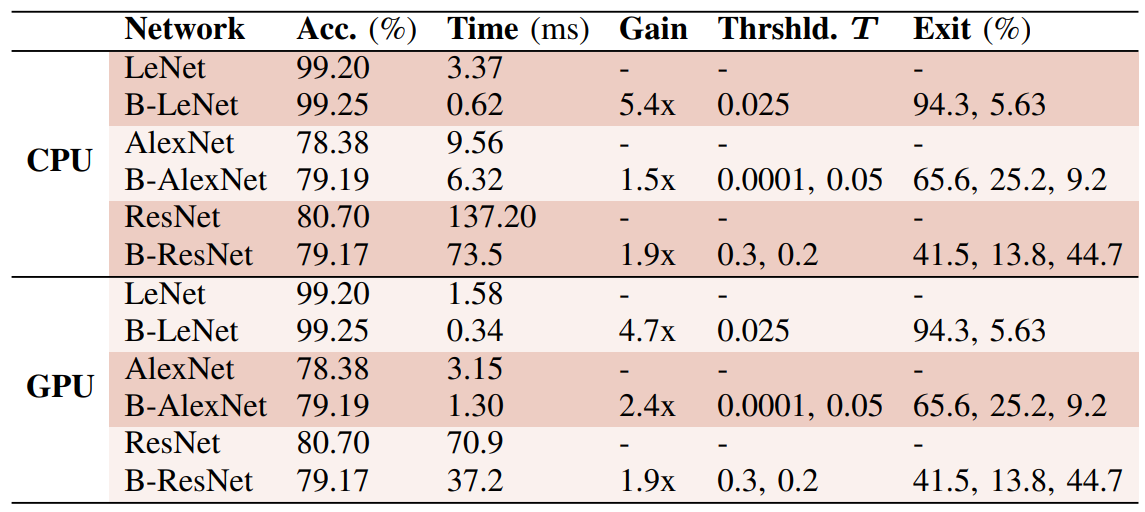 Network Acc. (%) Time (ms) Gain Thrshld. T Exit (%)
LeNet 99.20 3.37 - - -
B-LeNet 99.25 0.62 5.4x 0.025 94.3, 5.63
AlexNet 78.38 9.56 - - -
CPU
B-AlexNet 79.19 6.32 1.5x 0.0001, 0.05 65.6, 25.2, 9.2
ResNet 80.70 137.20 - - -
B-ResNet 79.17 73.5 1.9x 0.3, 0.2 41.5, 13.8, 44.7
LeNet 99.20 1.58 - - -
B-LeNet 99.25 0.34 4.7x 0.025 94.3, 5.63
AlexNet 78.38 3.15 - - -
GPU
B-AlexNet 79.19 1.30 2.4x 0.0001, 0.05 65.6, 25.2, 9.2
ResNet 80.70 70.9 - - -
B-ResNet 79.17 37.2 1.9x 0.3, 0.2 41.5, 13.8, 44.7